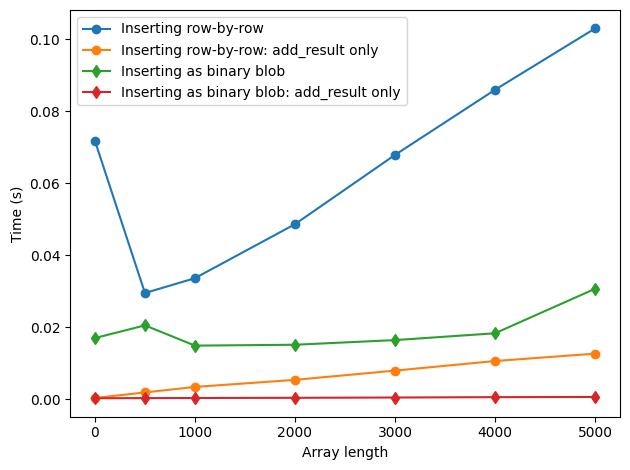 Inserting row-by-row
Inserting row-by-row: add_result only
Inserting as binary blob
Inserting as binary blob: add_result only
0.10
0.08
0.06
0.04
0.02
0.00
Time (s)
0 1000 2000 3000 4000 5000
Array length